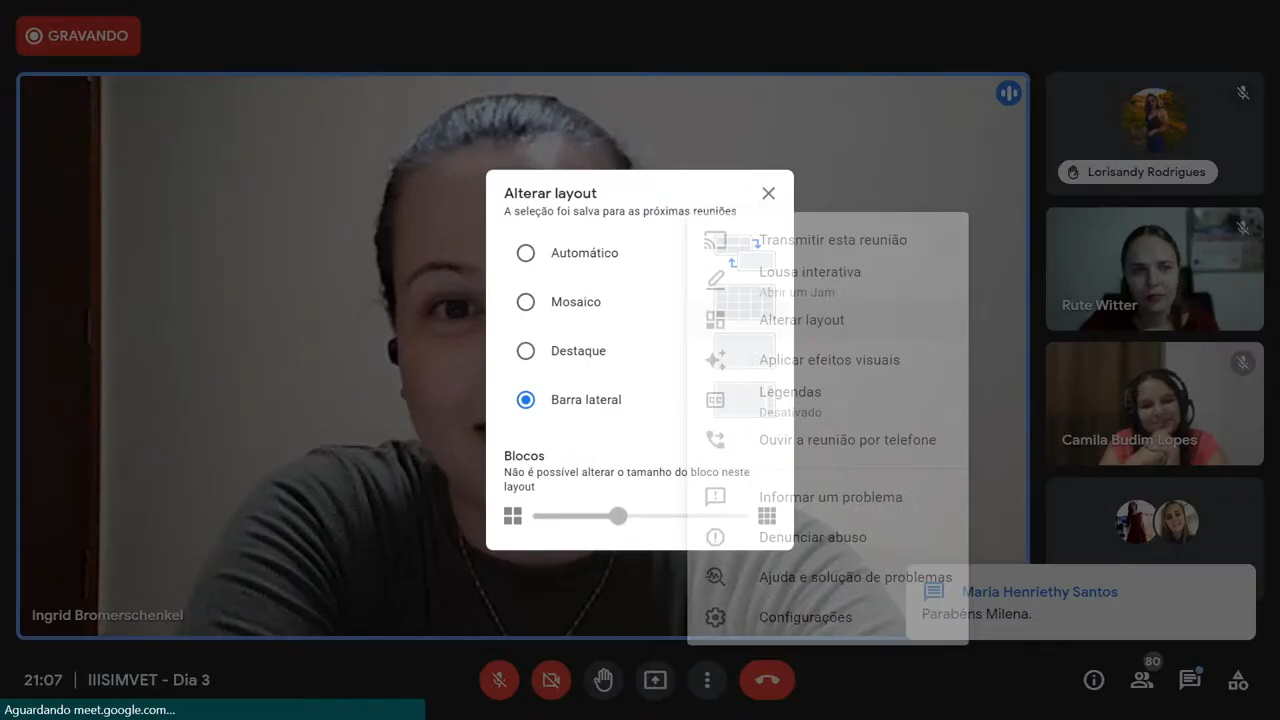 GRAVANDO
Alterar layout
A seleção foi salva para as próximas reuniões
Automático
Mosaico
Destaque
Barra lateral
Blocos
Não é possível alterar o tamanho do bloco neste
layout
Transmitir esta reunião
Lousa interativa
Abrir um Jam
Alterar layout
Aplicar efeitos visuais
Legendas
Desativado
Ouvir a reunião por telefone
Informar um problema
Denunciar abuso
Ajuda e solução de problemas
Configurações
Lorisandy Rodrigues
Rute Witter
Camila Budim Lopes
Maria Henriethy Santos
Parabéns Milena.
Ingrid Bromerschenkel
21:07 | IIISIMVET - Dia 3
80
Aguardando meet.google.com...